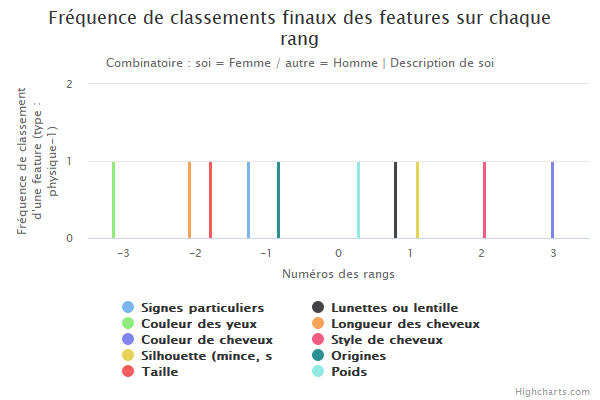 Fréquence de classements finaux des features sur chaque
rang
Combinatoire : soi = Femme / autre = Homme | Description de soi
Fréquence de classement
d'une feature (type :
physique-1)
2
1
0
-3
-2
-1
0
1
2
3
Numéros des rangs
Signes particuliers
Lunettes ou lentille
Couleur des yeux
Longueur des cheveux
Couleur de cheveux
Style de cheveux
Silhouette (mince, s
Origines
Taille
Poids
Highcharts.com